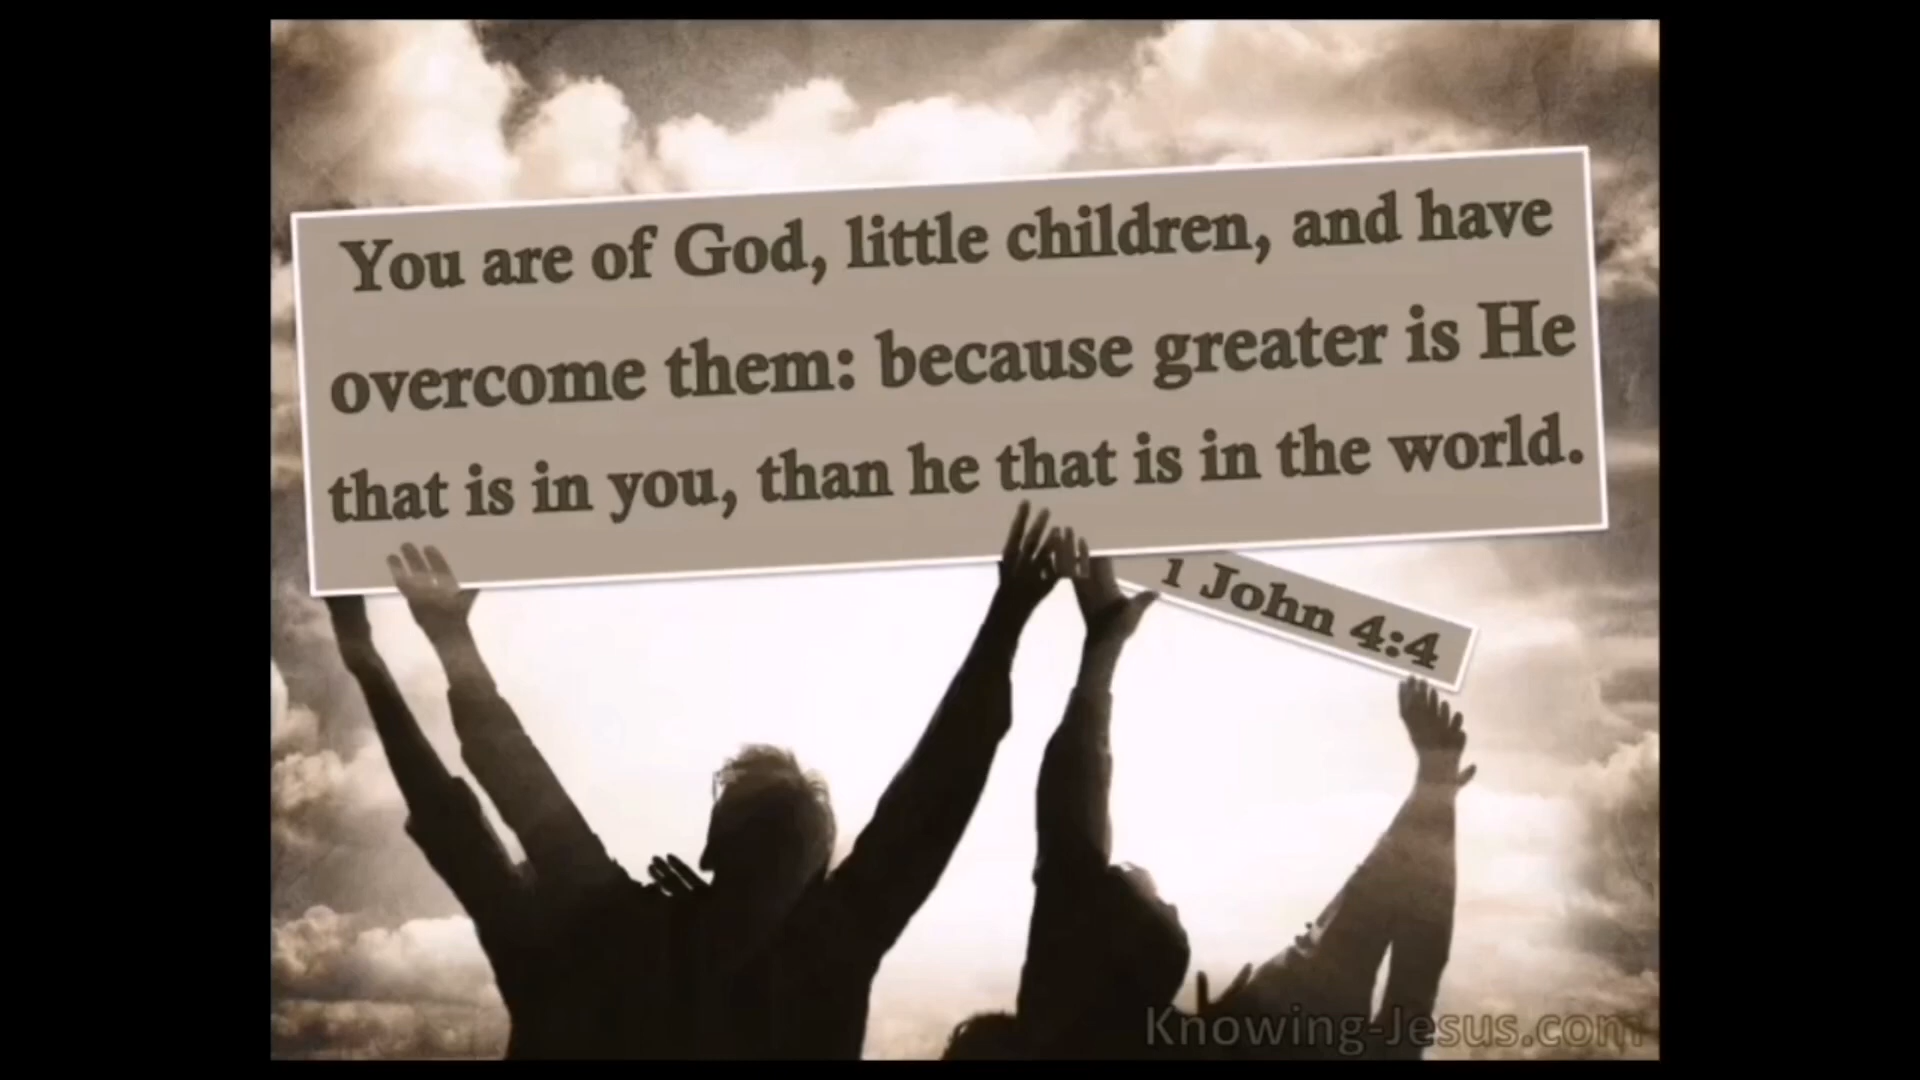 You are of God, little children, and have
overcome them: because greater is He
that is in you, than he that is in the world.
1 John 4:4
Knowing-Jesus.com